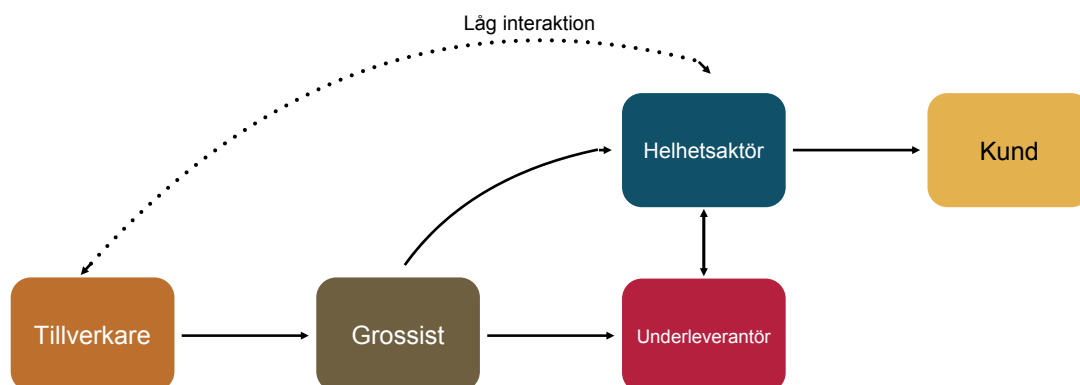 Låg interaktion
Helhetsaktör
Kund
Tillverkare
Grossist
Underleverantör